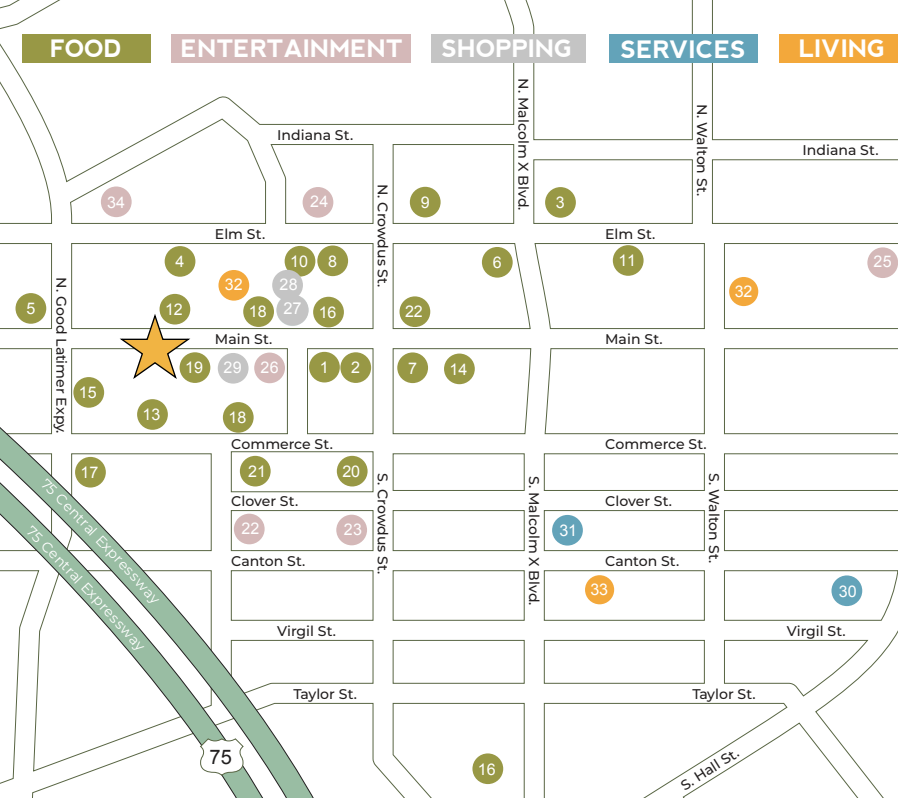 FOOD
ENTERTAINMENT
SHOPPING
SERVICES
LIVING
N. Malcolm X Blvd.
N. Walton St.
Indiana St.
Indiana St.
34
24
N. Crowdus St.
9
3
Elm St.
Elm St.
4
10
8
6
11
25
32
28
32
5
N. Good Latimer Expy.
12
18
27
16
22
Main St.
Main St.
19
29
26
1
2
7
14
15
13
18
Commerce St.
Commerce St.
17
21
20
S. Crowdus St.
S. Malcolm X Blvd.
S. Walton St.
75 Central Expressway
75 Central Expressway
Clover St.
Clover St.
22
23
31
Canton St.
Canton St.
33
30
Virgil St.
Virgil St.
Taylor St.
Taylor St.
75
16
S. Hall St.